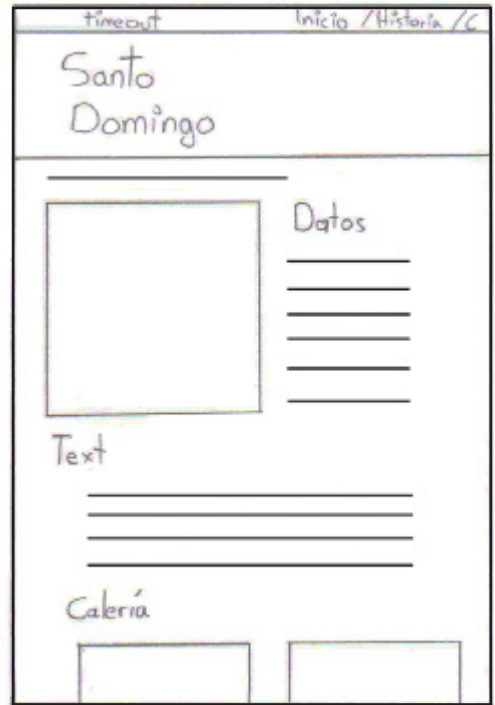 timeout Inicio /Historia /C
Santo
Domingo
Datos
Text
Calería